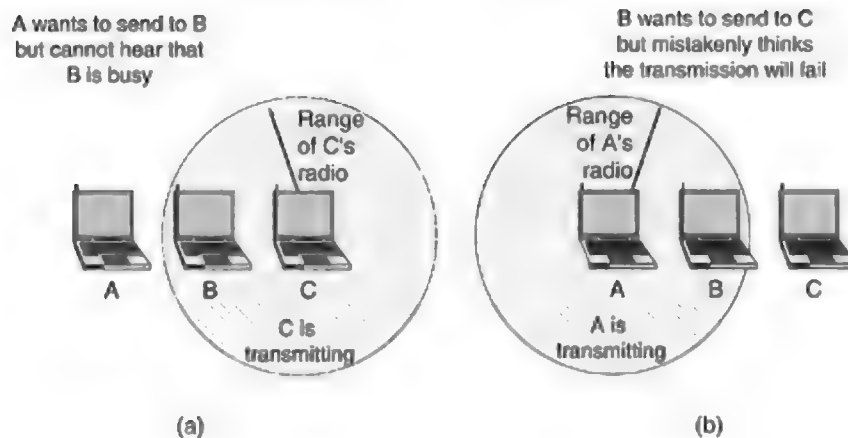 A wants to send to B
but cannot hear that
B is busy
Range
of C's
radio
A
B
C
C is
transmitting
(a)
B wants to send to C
but mistakenly thinks
the transmission will fail
Range
of A's
radio
A
B
C
A is
transmitting
(b)